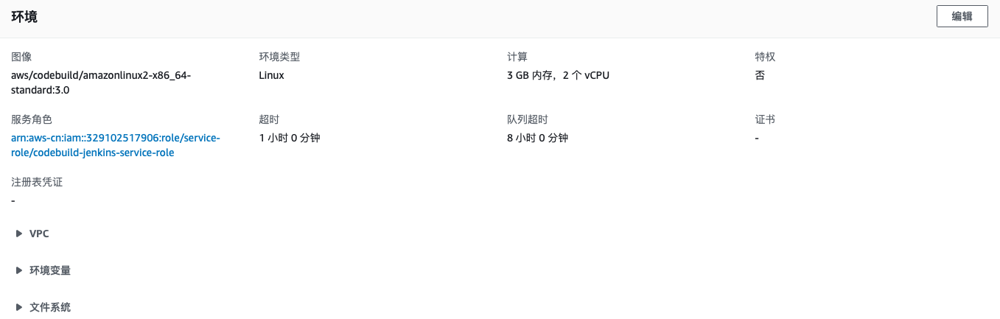 环境
编辑
图像
环境类型
计算
特权
aws/codebuild/amazonlinux2-x86_64-
standard:3.0
Linux
3 GB 内存，2 个 vCPU
否
服务角色
超时
队列超时
证书
arn:aws-cn:iam::329102517906:role/service-
role/codebuild-jenkins-service-role
1 小时 0 分钟
8 小时 0 分钟
-
注册表凭证
-
VPC
环境变量
文件系统